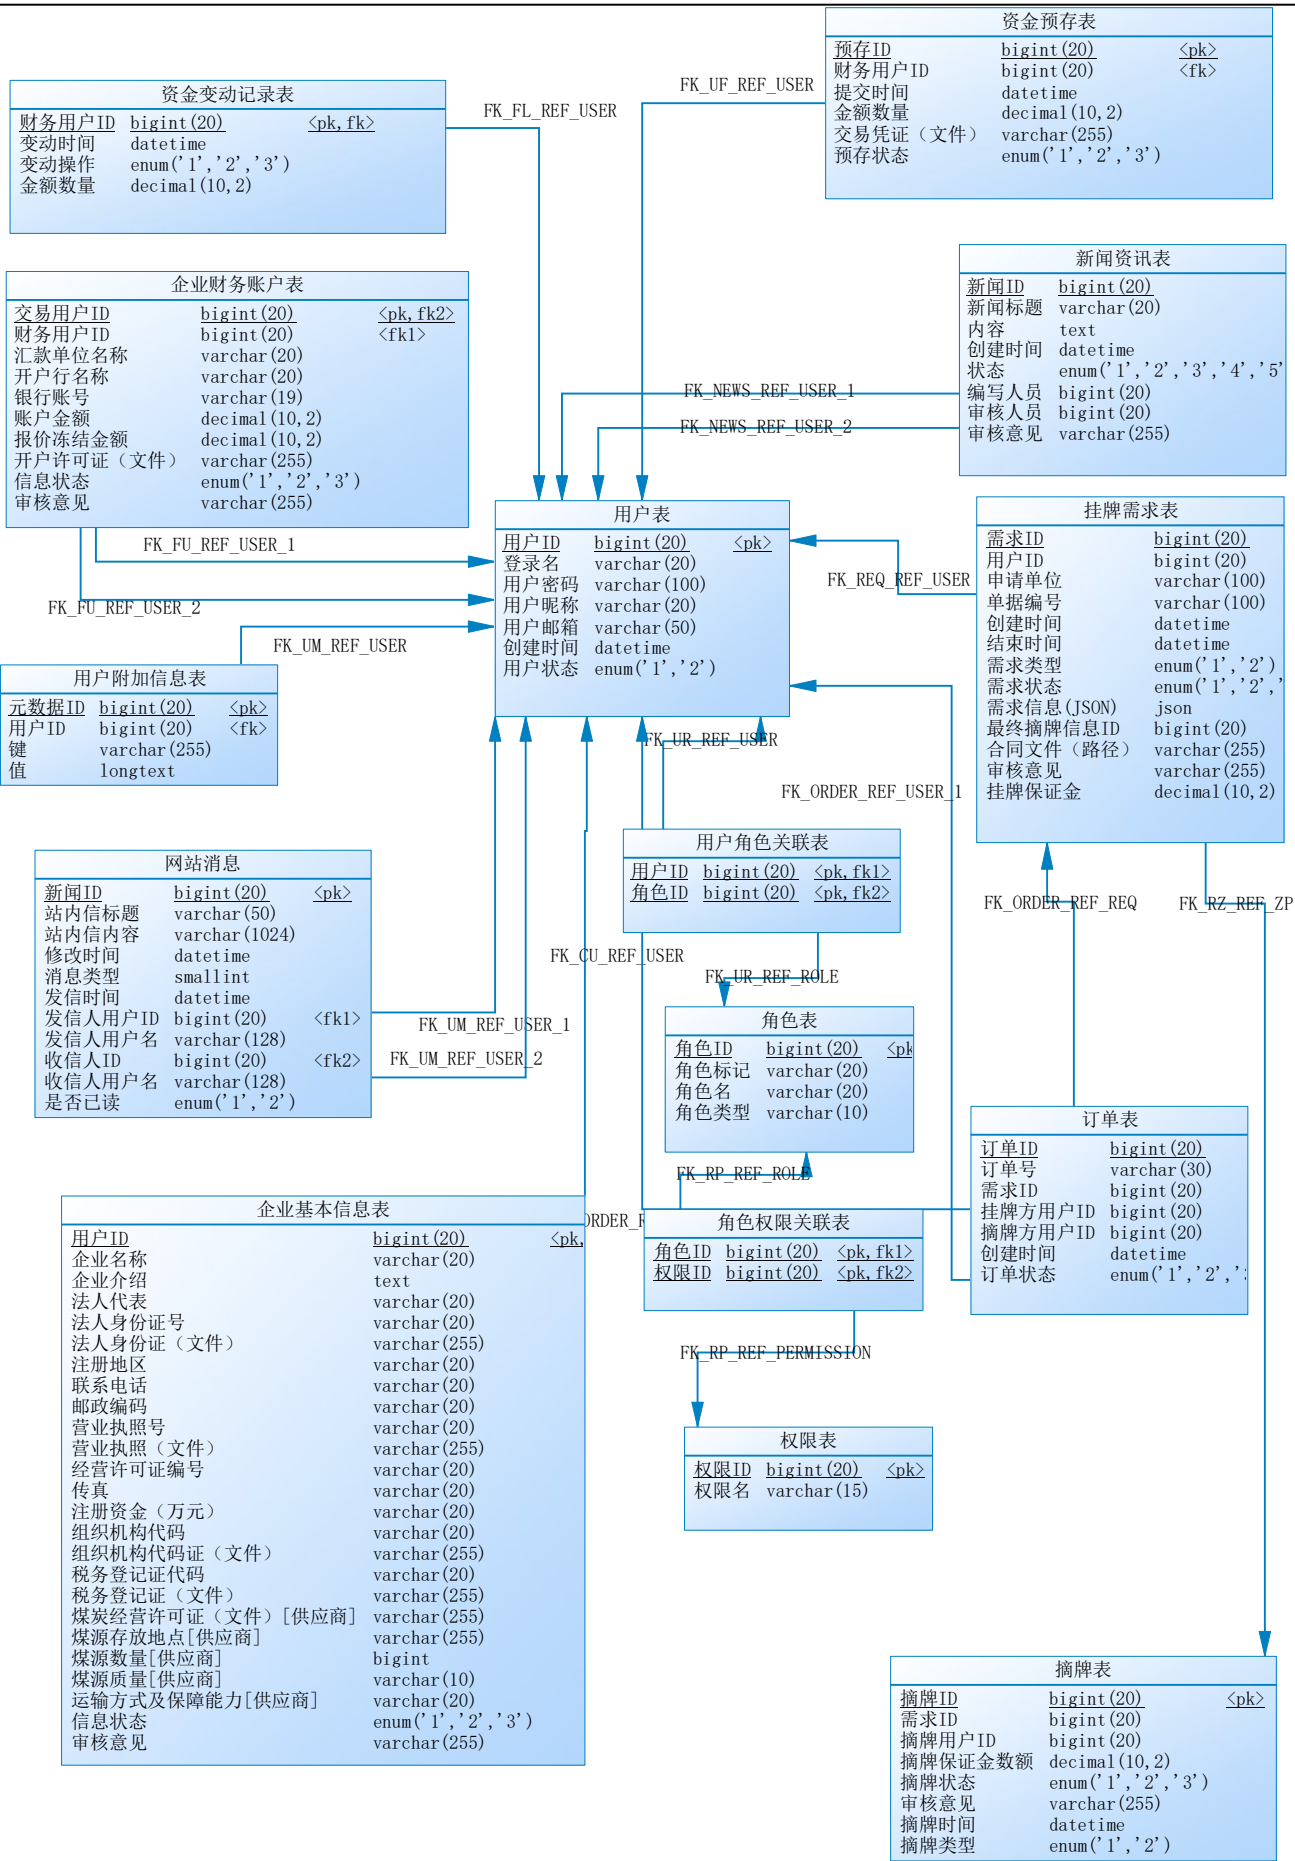 资金预存表
预存ID bigint(20) <pk>
财务用户ID bigint(20) <fk>
提交时间 datetime
金额数量 decimal(10,2)
交易凭证（文件） varchar(255)
预存状态 enum('1','2','3')
FK_UF_REF_USER
资金变动记录表
财务用户ID bigint(20) <pk,fk>
变动时间 datetime
变动操作 enum('1','2','3')
金额数量 decimal(10,2)
FK_FL_REF_USER
企业财务账户表
交易用户ID bigint(20) <pk,fk2>
财务用户ID bigint(20) <fk1>
汇款单位名称 varchar(20)
开户行名称 varchar(20)
银行账号 varchar(19)
账户金额 decimal(10,2)
报价冻结金额 decimal(10,2)
开户许可证（文件） varchar(255)
信息状态 enum('1','2','3')
审核意见 varchar(255)
新闻资讯表
新闻ID bigint(20)
新闻标题 varchar(20)
内容 text
创建时间 datetime
状态 enum('1','2','3','4','5'
编写人员 bigint(20)
审核人员 bigint(20)
审核意见 varchar(255)
FK_NEWS_REF_USER_1
FK_NEWS_REF_USER_2
FK_FU_REF_USER_1
FK_FU_REF_USER_2
用户表
用户ID bigint(20) <pk>
登录名 varchar(20)
用户密码 varchar(100)
用户昵称 varchar(20)
用户邮箱 varchar(50)
创建时间 datetime
用户状态 enum('1','2')
FK_REQ_REF_USER
挂牌需求表
需求ID bigint(20)
用户ID bigint(20)
申请单位 varchar(100)
单据编号 varchar(100)
创建时间 datetime
结束时间 datetime
需求类型 enum('1','2')
需求状态 enum('1','2','
需求信息(JSON) json
最终摘牌信息ID bigint(20)
合同文件（路径） varchar(255)
审核意见 varchar(255)
挂牌保证金 decimal(10,2)
FK_UM_REF_USER
用户附加信息表
元数据ID bigint(20) <pk>
用户ID bigint(20) <fk>
键 varchar(255)
值 longtext
FK_UR_REF_USER
FK_ORDER_REF_USER_1
用户角色关联表
用户ID bigint(20) <pk,fk1>
角色ID bigint(20) <pk,fk2>
网站消息
新闻ID bigint(20) <pk>
站内信标题 varchar(50)
站内信内容 varchar(1024)
修改时间 datetime
消息类型 smallint
发信时间 datetime
发信人用户ID bigint(20) <fk1>
发信人用户名 varchar(128)
收信人ID bigint(20) <fk2>
收信人用户名 varchar(128)
是否已读 enum('1','2')
FK_UM_REF_USER_1
FK_UM_REF_USER_2
FK_CU_REF_USER
FK_UR_REF_ROLE
FK_ORDER_REF_REQ
FK_RZ_REF_ZP
角色表
角色ID bigint(20) <pk
角色标记 varchar(20)
角色名 varchar(20)
角色类型 varchar(10)
FK_RP_REF_ROLE
订单表
订单ID bigint(20)
订单号 varchar(30)
需求ID bigint(20)
挂牌方用户ID bigint(20)
摘牌方用户ID bigint(20)
创建时间 datetime
订单状态 enum('1','2','
ORDER_R
角色权限关联表
角色ID bigint(20) <pk,fk1>
权限ID bigint(20) <pk,fk2>
FK_RP_REF_PERMISSION
权限表
权限ID bigint(20) <pk>
权限名 varchar(15)
企业基本信息表
用户ID bigint(20) <pk,
企业名称 varchar(20)
企业介绍 text
法人代表 varchar(20)
法人身份证号 varchar(20)
法人身份证（文件） varchar(255)
注册地区 varchar(20)
联系电话 varchar(20)
邮政编码 varchar(20)
营业执照号 varchar(20)
营业执照（文件） varchar(255)
经营许可证编号 varchar(20)
传真 varchar(20)
注册资金（万元） varchar(20)
组织机构代码 varchar(20)
组织机构代码证（文件） varchar(255)
税务登记证代码 varchar(20)
税务登记证（文件） varchar(255)
煤炭经营许可证（文件）[供应商] varchar(255)
煤源存放地点[供应商] varchar(255)
煤源数量[供应商] bigint
煤源质量[供应商] varchar(10)
运输方式及保障能力[供应商] varchar(20)
信息状态 enum('1','2','3')
审核意见 varchar(255)
摘牌表
摘牌ID bigint(20) <pk>
需求ID bigint(20)
摘牌用户ID bigint(20)
摘牌保证金数额 decimal(10,2)
摘牌状态 enum('1','2','3')
审核意见 varchar(255)
摘牌时间 datetime
摘牌类型 enum('1','2')